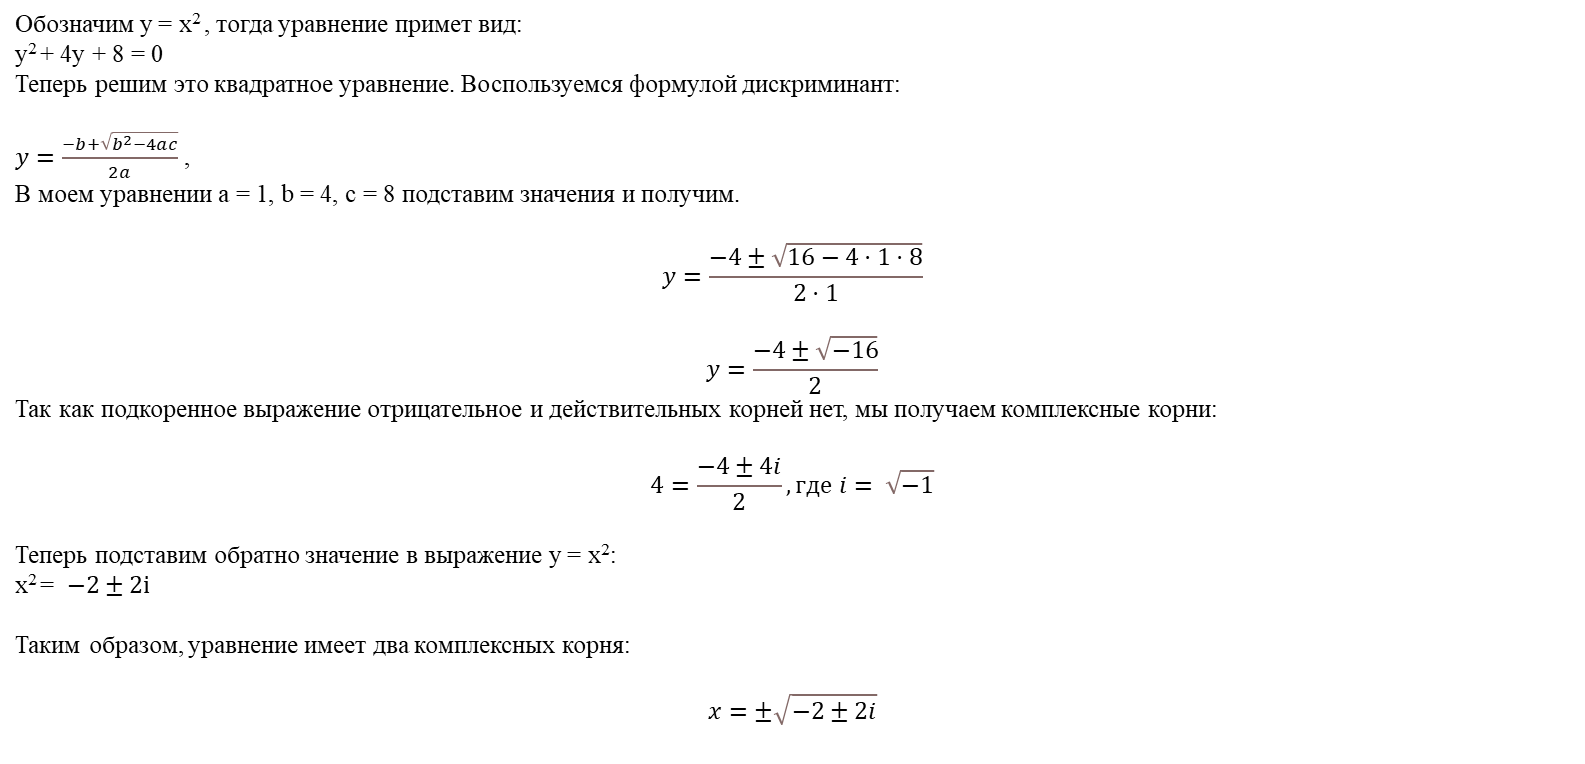 Обозначим y = x², тогда уравнение примет вид:
y² + 4y + 8 = 0
Теперь решим это квадратное уравнение. Воспользуемся формулой дискриминант:
y = (−b+√(b²−4ac))/(2a) ,
В моем уравнении a = 1, b = 4, c = 8 подставим значения и получим.
y = (−4 ± √(16 − 4 · 1 · 8))/(2 · 1)
y = (−4 ± √(−16))/2
Так как подкоренное выражение отрицательное и действительных корней нет, мы получаем комплексные корни:
4 = (−4 ± 4i)/2 , где i = √(−1)
Теперь подставим обратно значение в выражение y = x²:
x² = −2 ± 2i
Таким образом, уравнение имеет два комплексных корня:
x = ±√(−2 ± 2i)